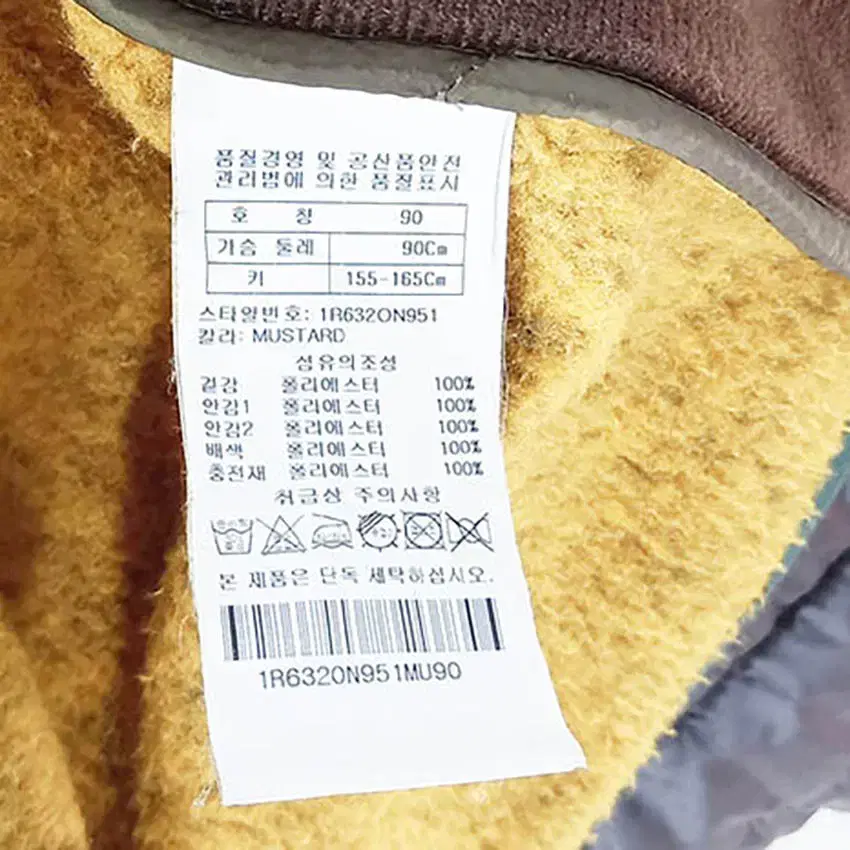 품질경영 및 공산품안전
관리법에 의한 품질표시
호 칭 90
가슴 둘레 90Cm
키 155-165Cm
스타일번호: 1R632ON951
칼라: MUSTARD
섬유의조성
겉감 폴리에스터 100%
안감1 폴리에스터 100%
안감2 폴리에스터 100%
배색 폴리에스터 100%
충전재 폴리에스터 100%
취급상 주의사항
본 제품은 단독 세탁하십시오.
1R632ON951MU90